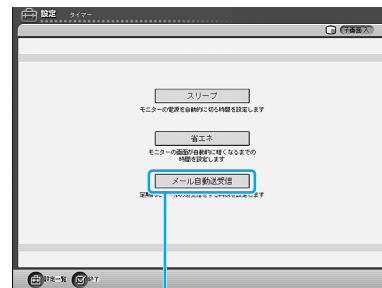 設定 タイマー
子画面入
スリープ
モニターの電源を自動的に切る時間を設定します
省エネ
モニターの画面が自動的に暗くなるまでの
時間を設定します
メール自動送受信
設定一覧 終了